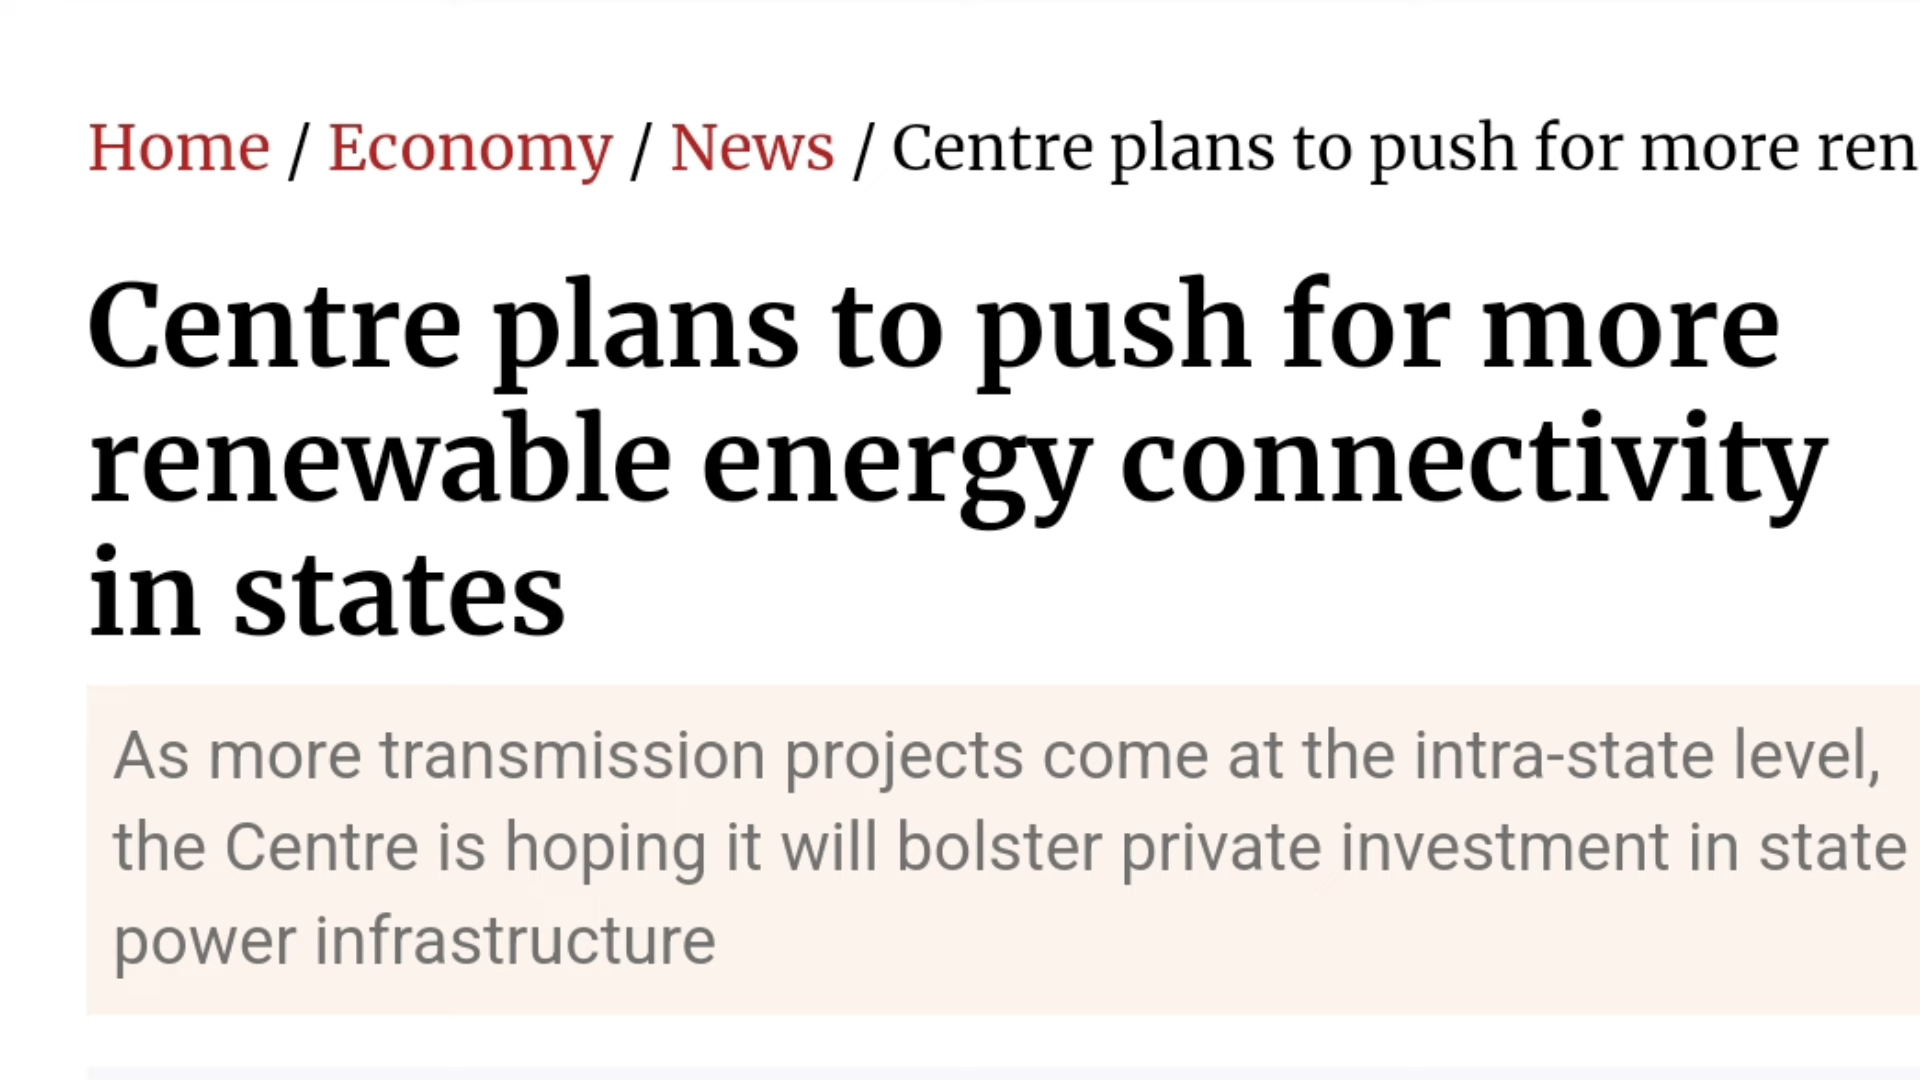 Home / Economy / News / Centre plans to push for more ren
Centre plans to push for more
renewable energy connectivity
in states
As more transmission projects come at the intra-state level,
the Centre is hoping it will bolster private investment in state
power infrastructure